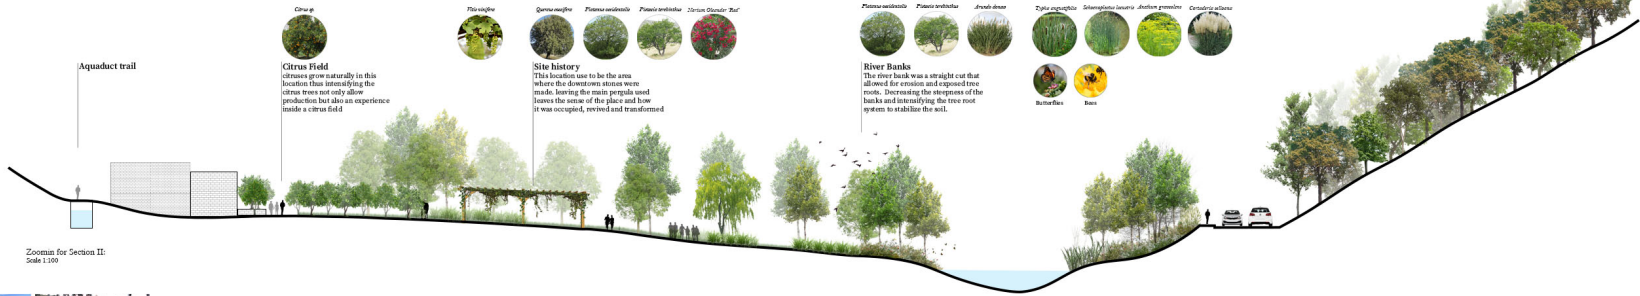 Citrus sp.
Vitis vinifera
Quercus coccifera
Platanus occidentalis
Pistacia terebinthus
Nerium Oleander 'Red'
Platanus occidentalis
Pistacia terebinthus
Arundo donax
Typha angustifolia
Schoenoplectus lacustris
Anethum graveolens
Cortaderia selloana
Butterflies
Bees
Aquaduct trail
Citrus Field
citruses grow naturally in this
location thus intensifying the
citrus trees not only allow
production but also an experience
inside a citrus field
Site history
This location use to be the area
where the downtown stones were
made. leaving the main pergula used
leaves the sense of the place and how
it was occupied, revived and transformed
River Banks
The river bank was a straight cut that
allowed for erosion and exposed tree
roots. Decreasing the steepness of the
banks and intensifying the tree root
system to stabilize the soil.
Zoomin for Section II:
Scale 1:100